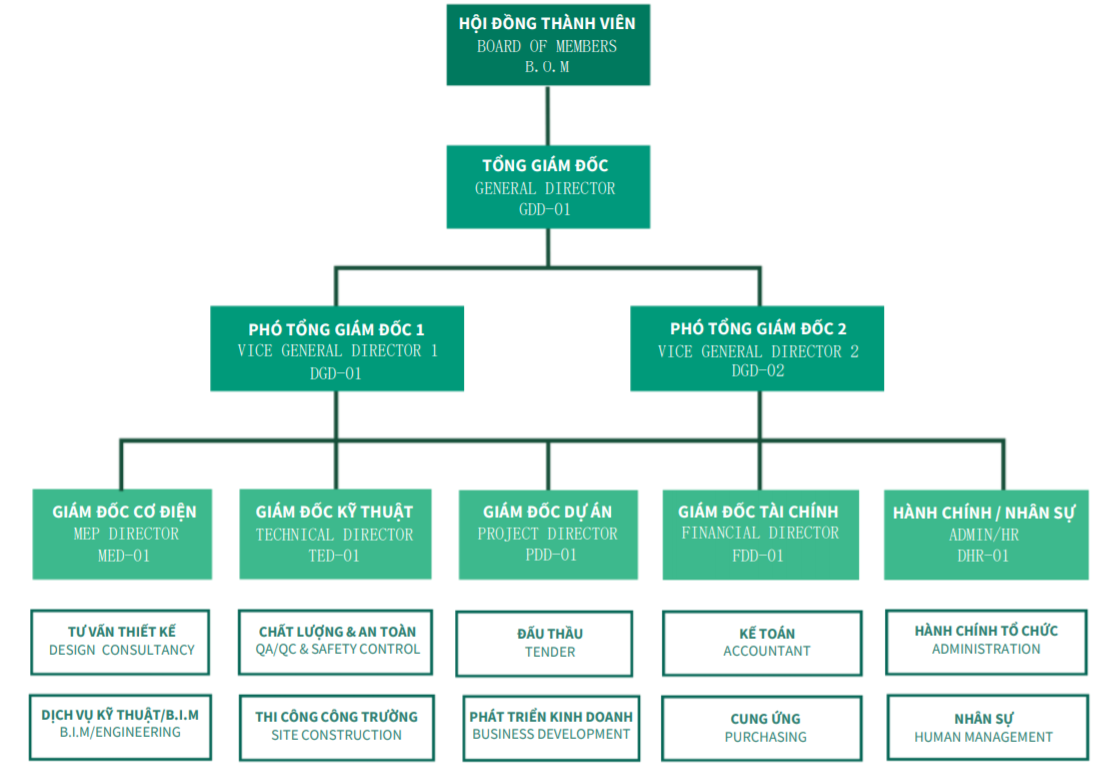 HỘI ĐỒNG THÀNH VIÊN
BOARD OF MEMBERS
B.O.M
TỔNG GIÁM ĐỐC
GENERAL DIRECTOR
GDD-01
PHÓ TỔNG GIÁM ĐỐC 1
VICE GENERAL DIRECTOR 1
DGD-01
PHÓ TỔNG GIÁM ĐỐC 2
VICE GENERAL DIRECTOR 2
DGD-02
GIÁM ĐỐC CƠ ĐIỆN
MEP DIRECTOR
MED-01
GIÁM ĐỐC KỸ THUẬT
TECHNICAL DIRECTOR
TED-01
GIÁM ĐỐC DỰ ÁN
PROJECT DIRECTOR
PDD-01
GIÁM ĐỐC TÀI CHÍNH
FINANCIAL DIRECTOR
FDD-01
HÀNH CHÍNH / NHÂN SỰ
ADMIN/HR
DHR-01
TƯ VẤN THIẾT KẾ
DESIGN CONSULTANCY
CHẤT LƯỢNG & AN TOÀN
QA/QC & SAFETY CONTROL
ĐẤU THẦU
TENDER
KẾ TOÁN
ACCOUNTANT
HÀNH CHÍNH TỔ CHỨC
ADMINISTRATION
DỊCH VỤ KỸ THUẬT/B.I.M
B.I.M/ENGINEERING
THI CÔNG CÔNG TRƯỜNG
SITE CONSTRUCTION
PHÁT TRIỂN KINH DOANH
BUSINESS DEVELOPMENT
CUNG ỨNG
PURCHASING
NHÂN SỰ
HUMAN MANAGEMENT